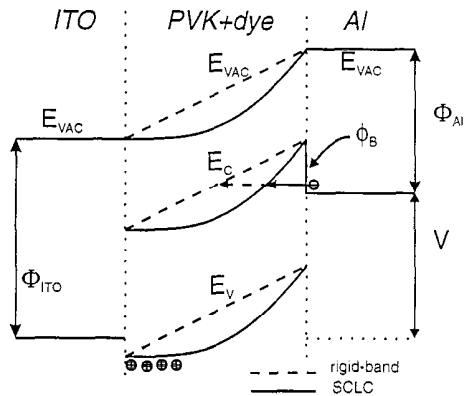 ITO PVK+dye Al
E_VAC E_VAC
E_VAC
Φ_Al
ϕ_B
E_C
V
Φ_ITO
E_V
rigid-band
SCLC